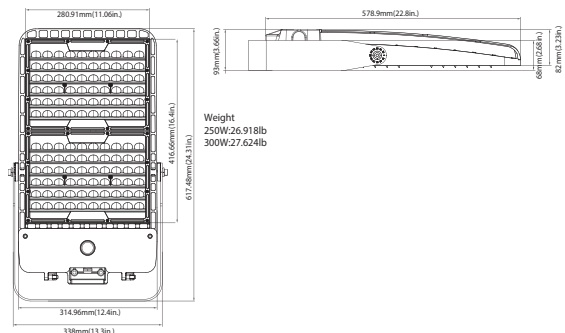 280.91mm(11.06in.)
578.9mm(22.8in.)
93mm(3.66in.)
68mm(2.68in.)
82mm(3.23in.)
Weight
250W:26.918lb
300W:27.624lb
416.66mm(16.4in.)
617.48mm(24.31in.)
314.96mm(12.4in.)
338mm(13.3in.)